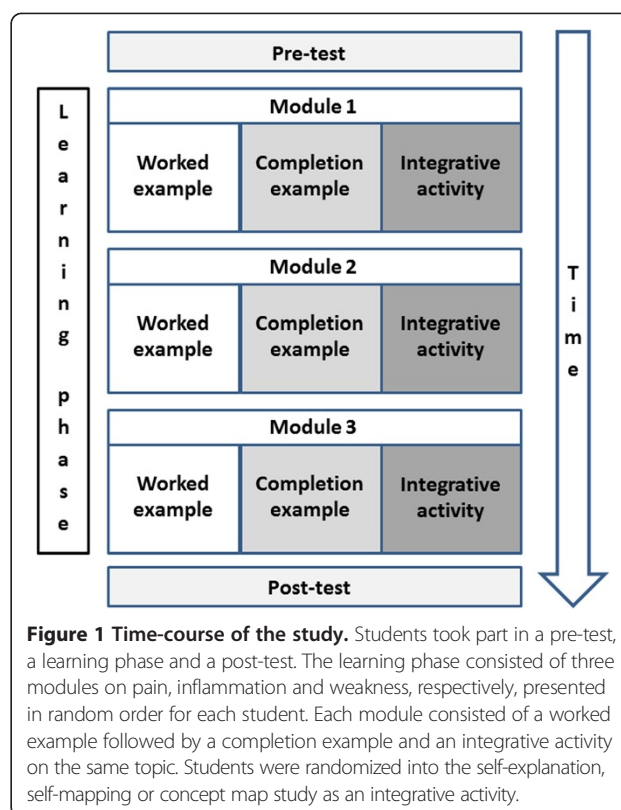 Pre-test
Learning phase
Module 1
Worked example
Completion example
Integrative activity
Module 2
Worked example
Completion example
Integrative activity
Module 3
Worked example
Completion example
Integrative activity
Post-test
Time
Figure 1 Time-course of the study. Students took part in a pre-test,
a learning phase and a post-test. The learning phase consisted of three
modules on pain, inflammation and weakness, respectively, presented
in random order for each student. Each module consisted of a worked
example followed by a completion example and an integrative activity
on the same topic. Students were randomized into the self-explanation,
self-mapping or concept map study as an integrative activity.